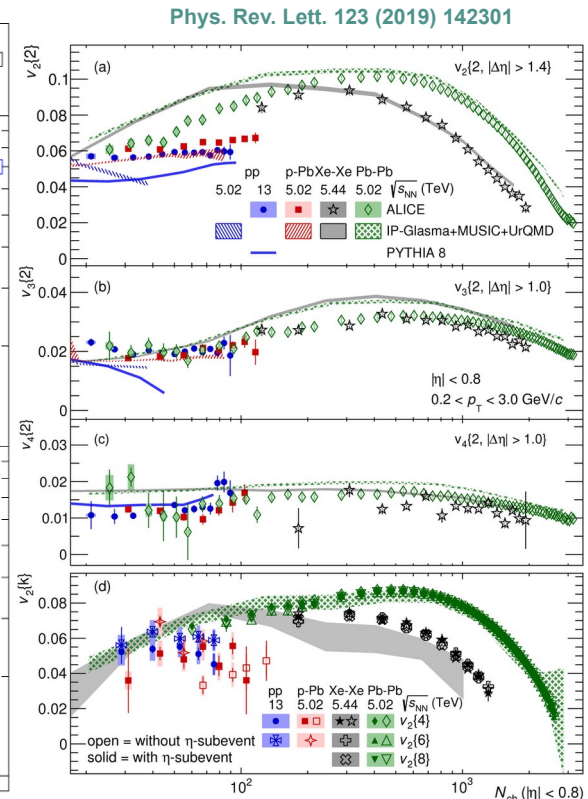 Phys. Rev. Lett. 123 (2019) 142301
v₂{2}
(a)
v₂{2, |Δη| > 1.4}
0.1
0.08
0.06
0.04
0.02
0
pp p-Pb Xe-Xe Pb-Pb
5.02 13 5.02 5.44 5.02 √s_NN (TeV)
ALICE
IP-Glasma+MUSIC+UrQMD
PYTHIA 8
v₃{2}
(b)
v₃{2, |Δη| > 1.0}
0.04
0.02
0
|η| < 0.8
0.2 < p_T < 3.0 GeV/c
v₄{2}
(c)
v₄{2, |Δη| > 1.0}
0.03
0.02
0.01
0
v₂{k}
(d)
0.08
0.06
0.04
0.02
0
pp p-Pb Xe-Xe Pb-Pb
13 5.02 5.44 5.02 √s_NN (TeV)
v₂{4}
v₂{6}
v₂{8}
open = without η-subevent
solid = with η-subevent
10² 10³
N_ch (|η| < 0.8)